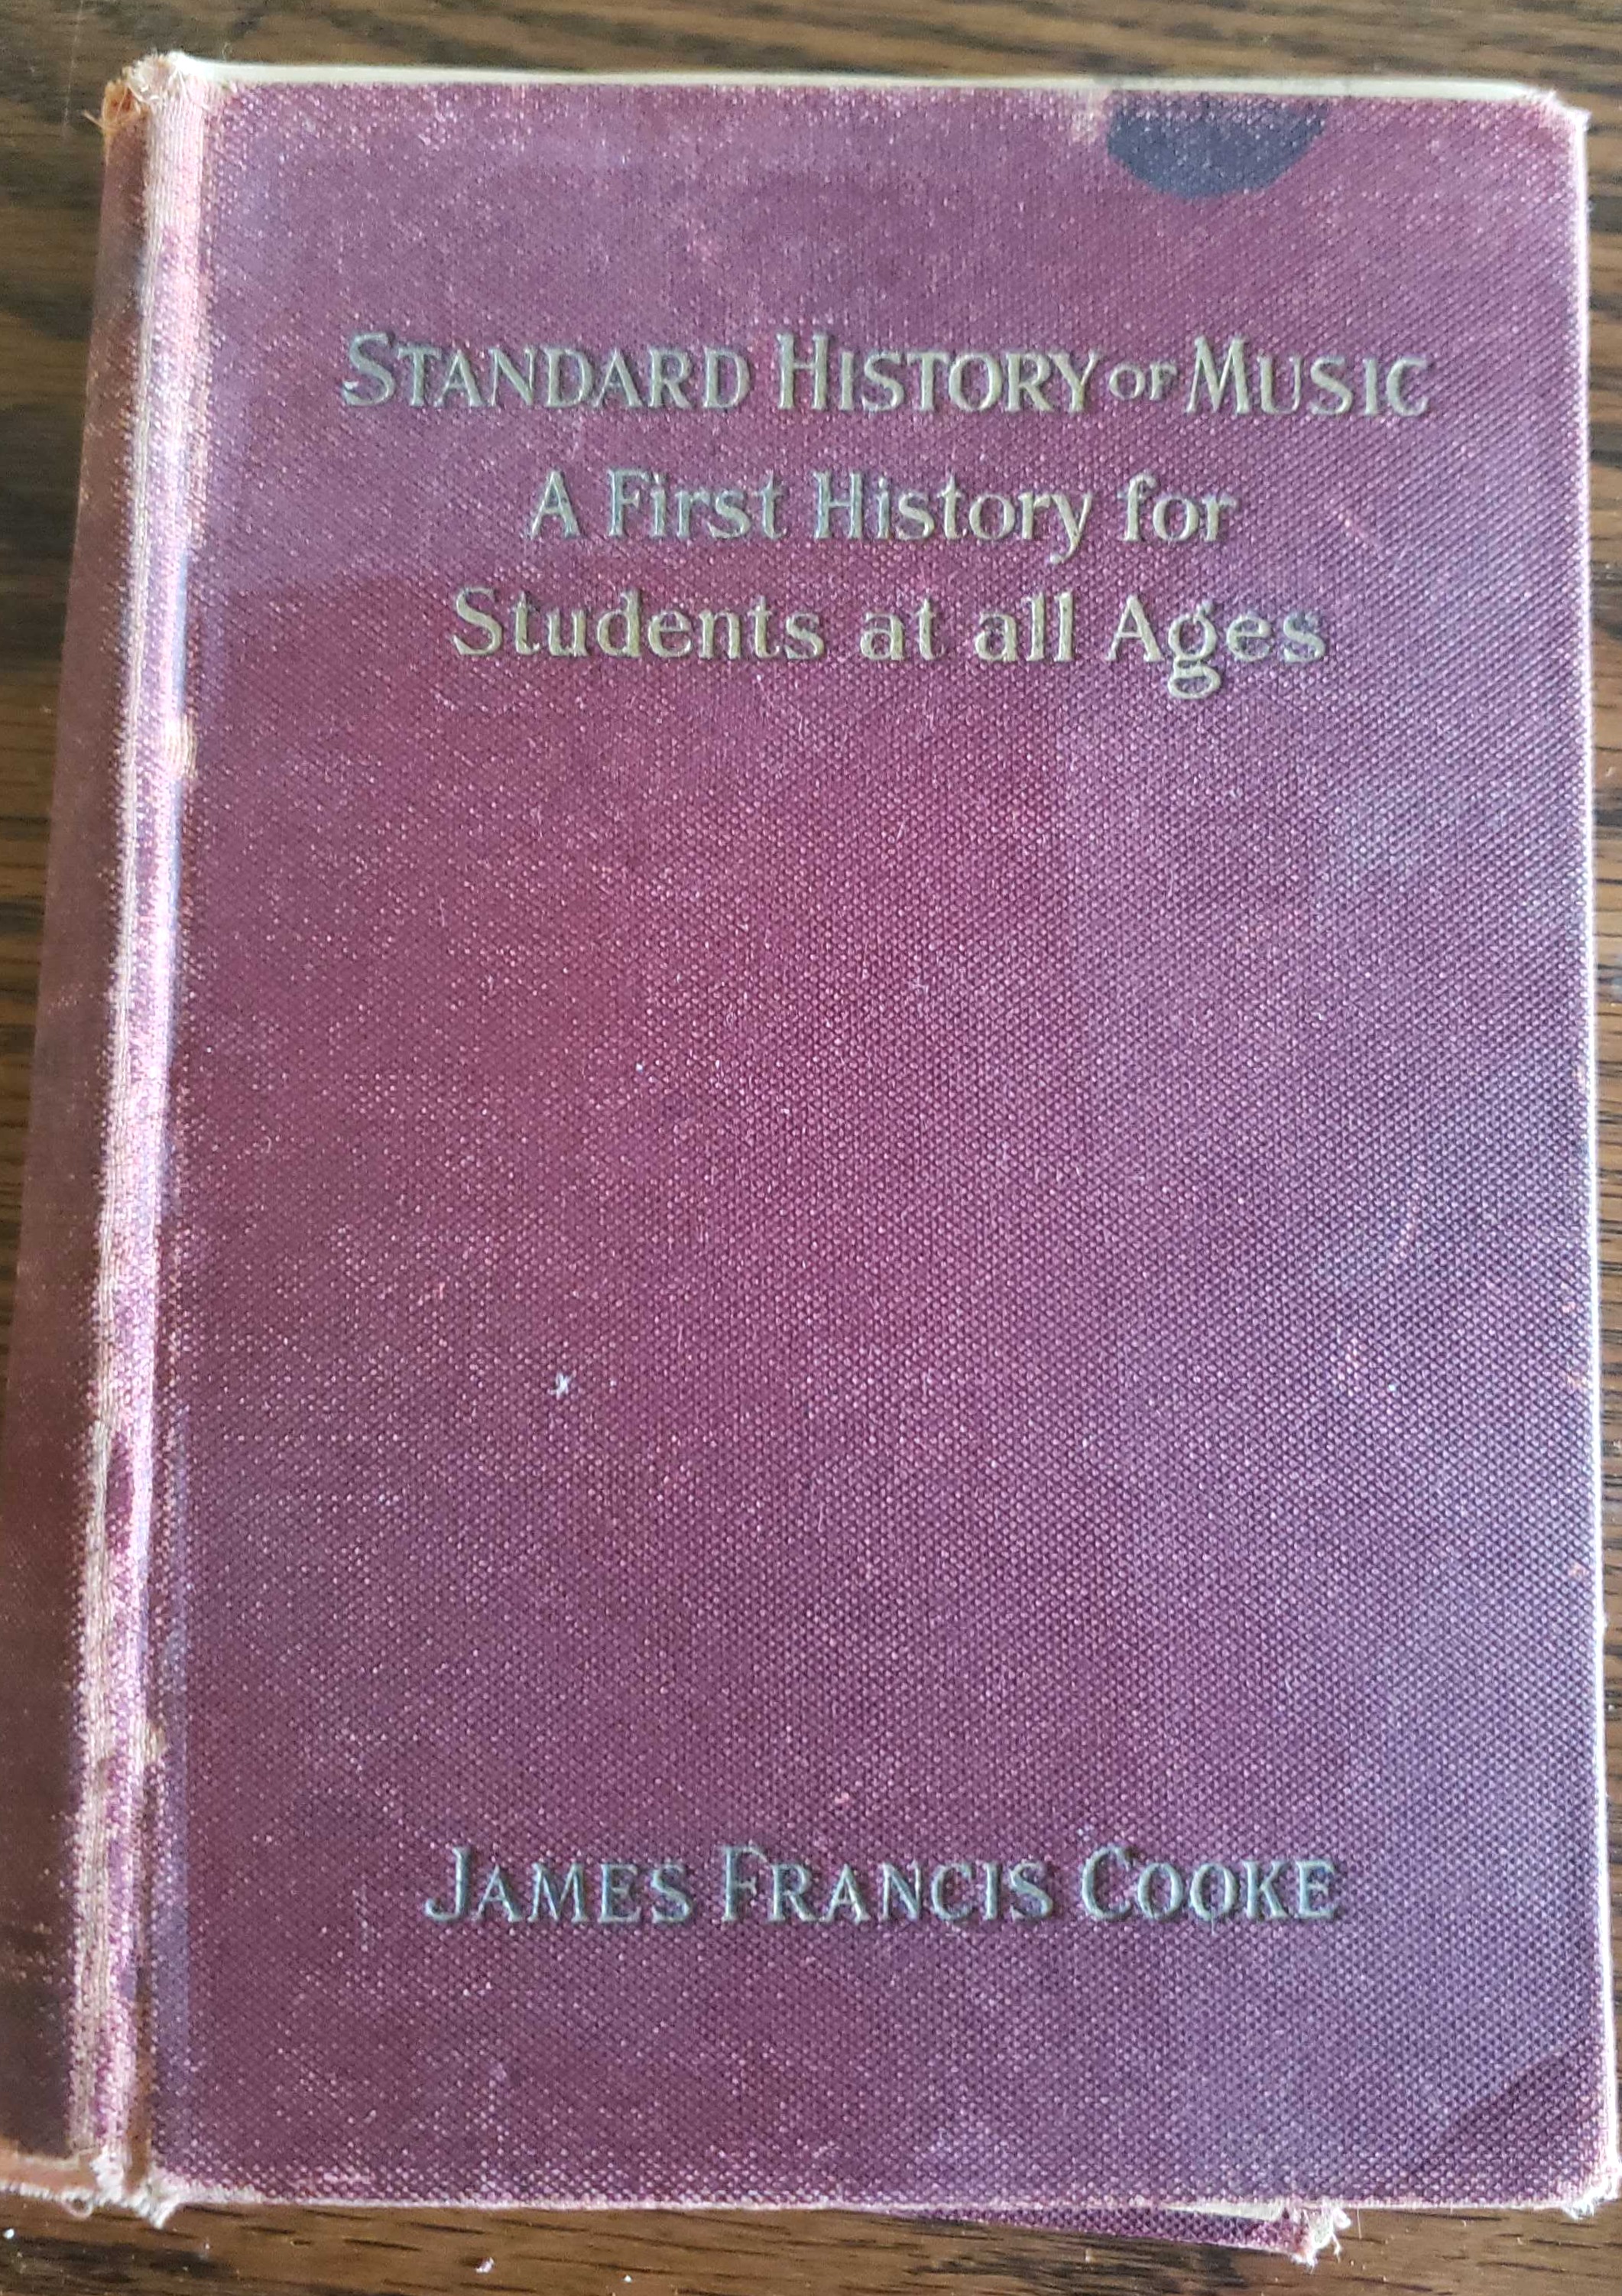 STANDARD HISTORY OF MUSIC
A First History for
Students at all Ages
JAMES FRANCIS COOKE